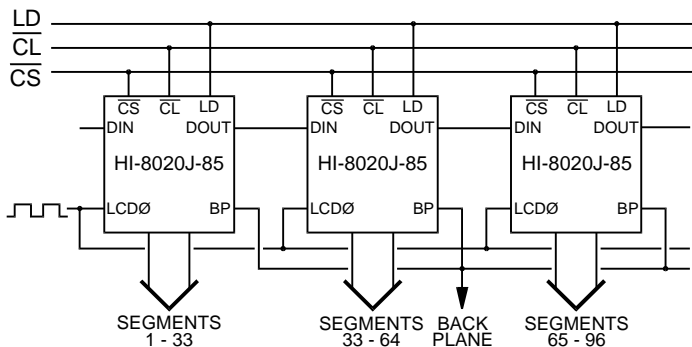 LD
CL
CS
CS CL LD
DIN DOUT
HI-8020J-85
LCDØ BP
CS CL LD
DIN DOUT
HI-8020J-85
LCDØ BP
CS CL LD
DIN DOUT
HI-8020J-85
LCDØ BP
SEGMENTS
1 - 33
SEGMENTS
33 - 64
BACK
PLANE
SEGMENTS
65 - 96